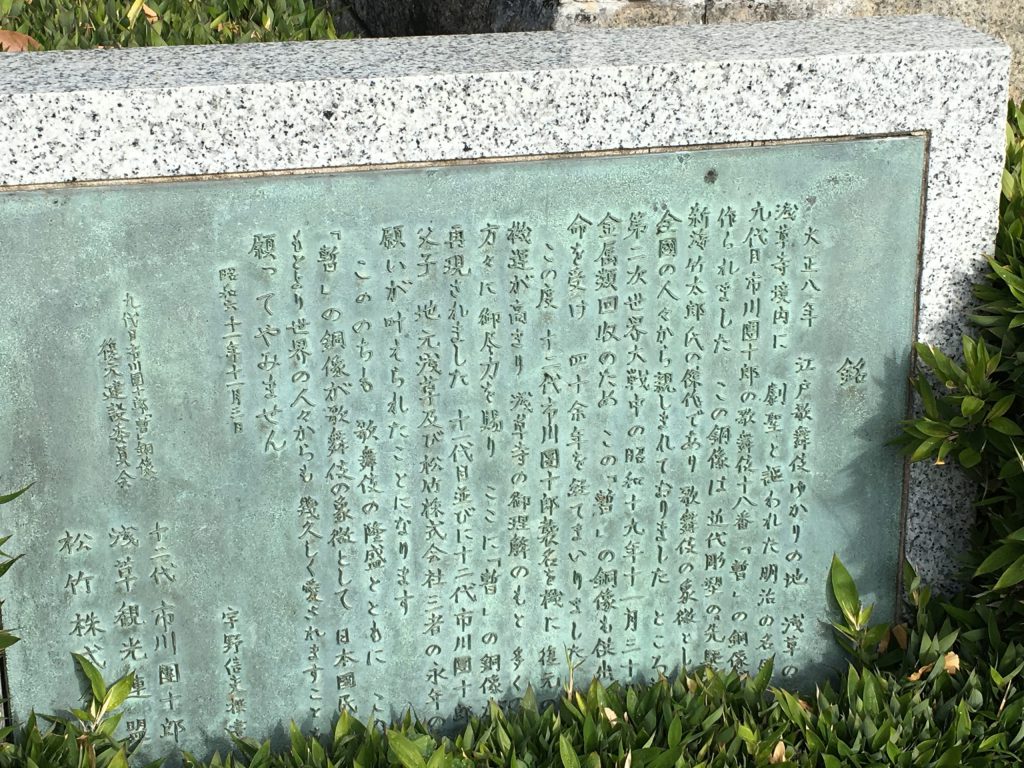 銘
大正八年 江戸歌舞伎ゆかりの地 浅草の
浅草寺境内に 劇聖と謳われた明治の名
九代目市川團十郎の歌舞伎十八番「暫」の銅像
作られました この銅像は 近代彫塑の先
新海竹太郎氏の傑作であり 歌舞伎の象徴とし
全國の人々から親しまれておりました ところ
第二次世界大戦中の昭和十九年十一月三十
金属類回収のため この「暫」の銅像も供出
命を受け 四十余年を経てまいりました
この度 十二代市川團十郎襲名を機に 復元の
機運が高まり 浅草寺の御理解のもと 多くの
方々に御尽力を賜り ここに「暫」の銅像
再現されました 十一代目並びに十二代市川團十郎
父子 地元浅草及び松竹株式会社三者の永年の
願いが叶えられたことになります
このちも 歌舞伎の隆盛とともに この
「暫」の銅像が歌舞伎の象徴として 日本國民
もとより世界の人々からも 幾久しく愛されますこと
願ってやみません
昭和六十一年十一月三日
宇野信夫撰
九代目市川團十郎「暫」銅像
復元建設委員会
十二代 市川團十郎
浅草観光連盟
松竹株式